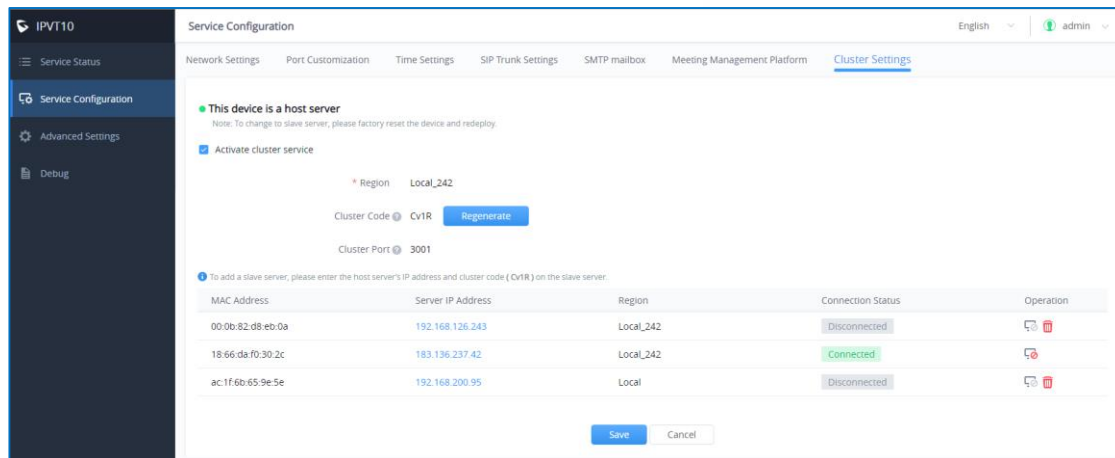 IPVT10
Service Configuration
English
admin
Service Status
Service Configuration
Advanced Settings
Debug
Network Settings
Port Customization
Time Settings
SIP Trunk Settings
SMTP mailbox
Meeting Management Platform
Cluster Settings
This device is a host server
Note: To change to slave server, please factory reset the device and redeploy.
Activate cluster service
* Region Local_242
Cluster Code ? Cv1R Regenerate
Cluster Port ? 3001
To add a slave server, please enter the host server's IP address and cluster code ( Cv1R ) on the slave server.
MAC Address Server IP Address Region Connection Status Operation
00:0b:82:d8:eb:0a 192.168.126.243 Local_242 Disconnected
18:66:da:f0:30:2c 183.136.237.42 Local_242 Connected
ac:1f:6b:65:9e:5e 192.168.200.95 Local Disconnected
Save Cancel